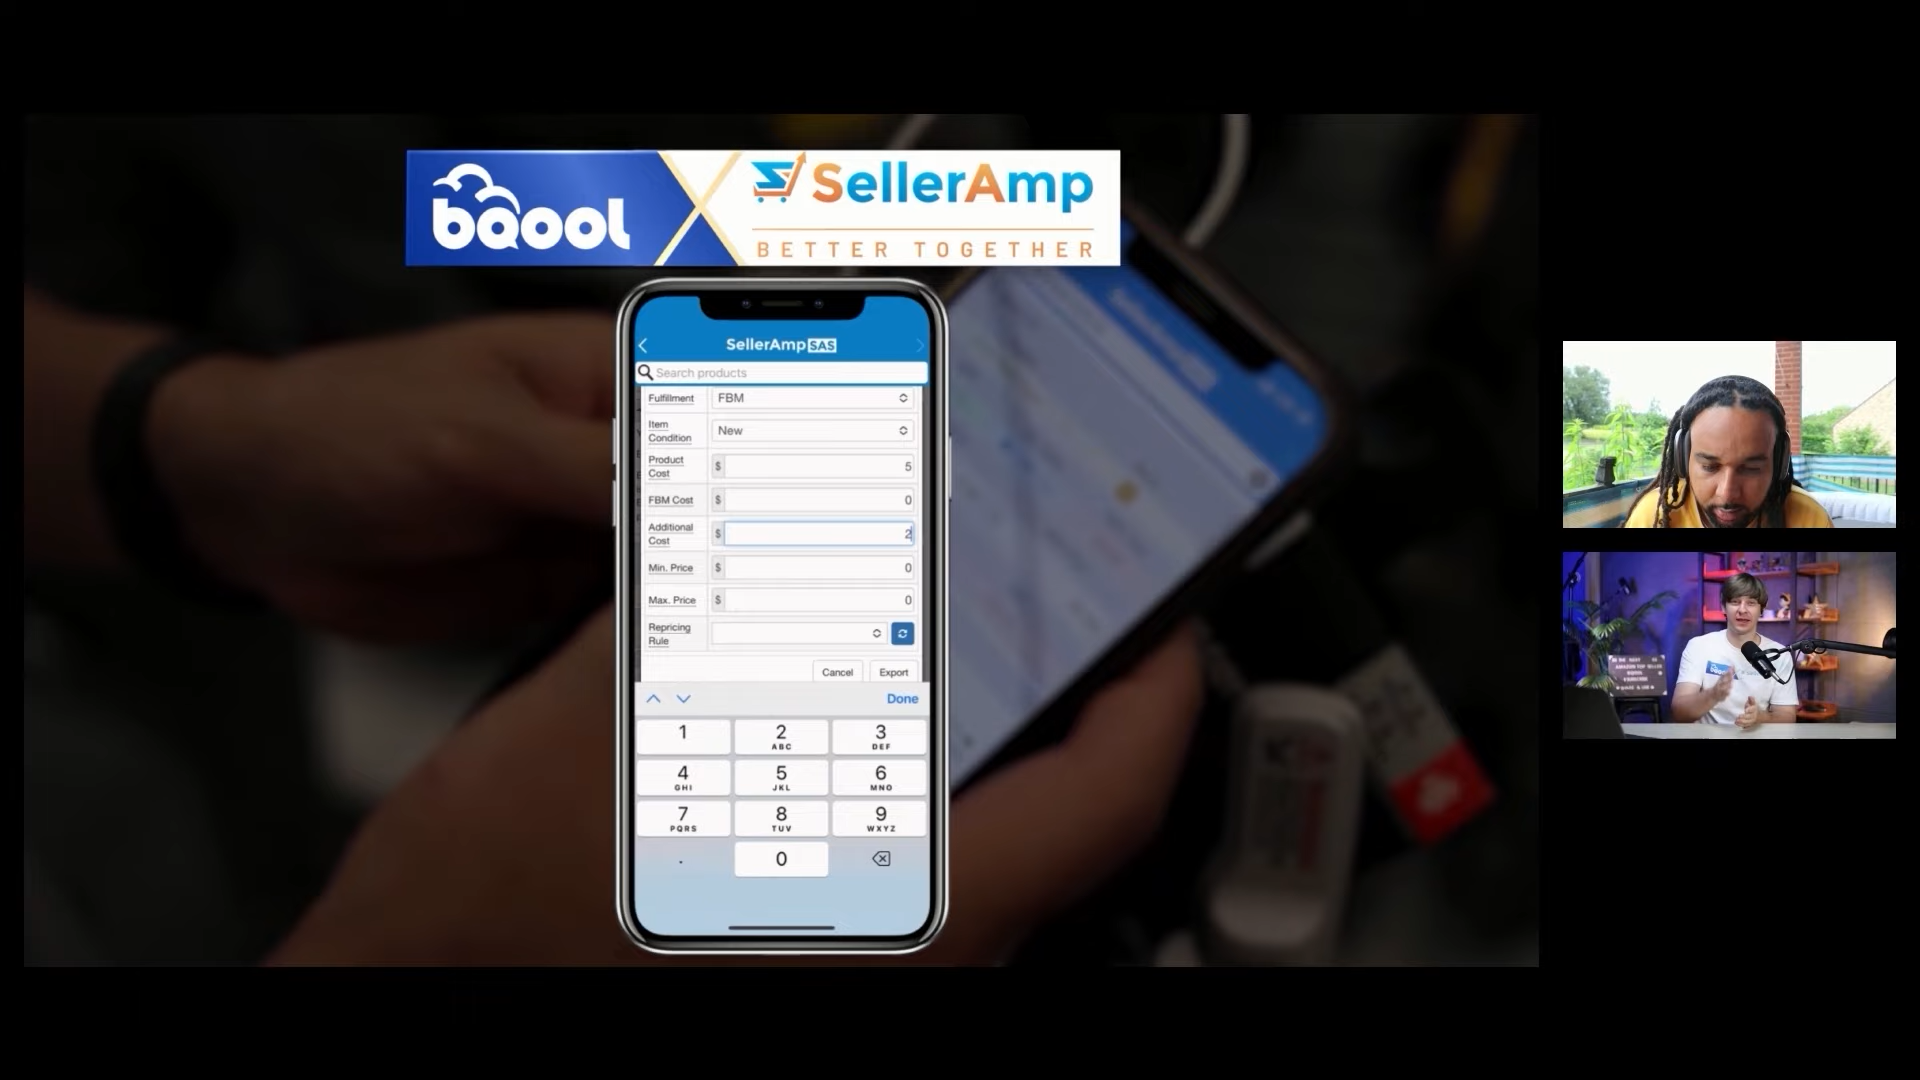 bqool
SellerAmp
BETTER TOGETHER
SellerAmp SAS
Search products
Fulfillment FBM
Item Condition New
Product Cost $ 5
FBM Cost $ 0
Additional Cost $ 2
Min. Price $ 0
Max. Price $ 0
Repricing Rule
Cancel Export
Done
1 2 3
ABC DEF
4 5 6
GHI JKL MNO
7 8 9
PQRS TUV WXYZ
. 0